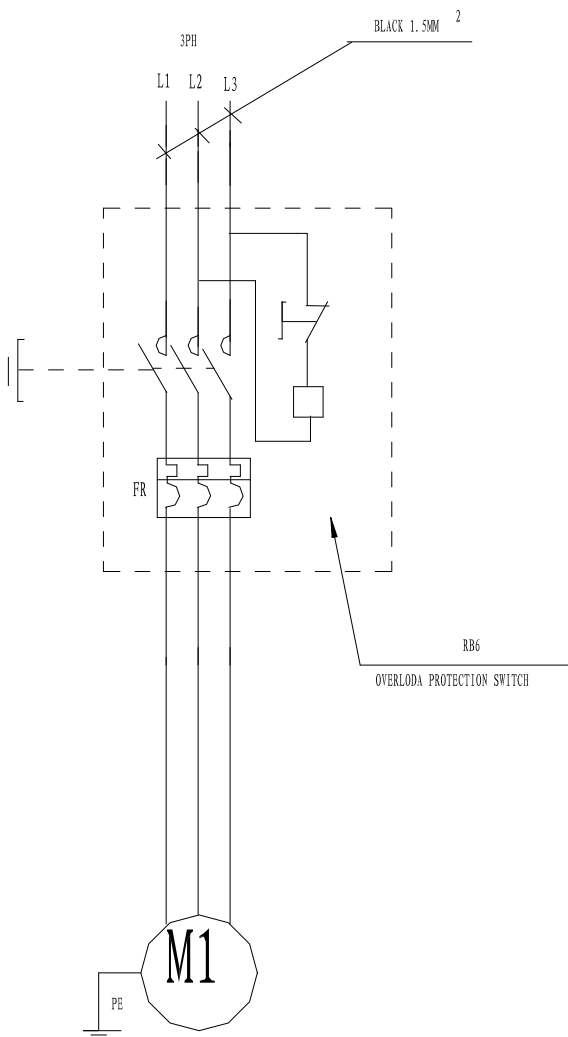 BLACK 1.5MM 2
3PH
L1 L2 L3
FR
RB6
OVERLODA PROTECTION SWITCH
M1
PE